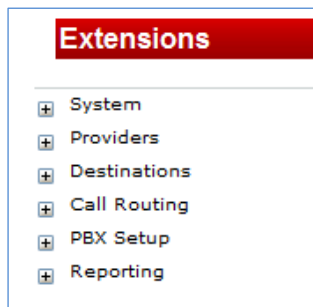 Extensions
System
Providers
Destinations
Call Routing
PBX Setup
Reporting